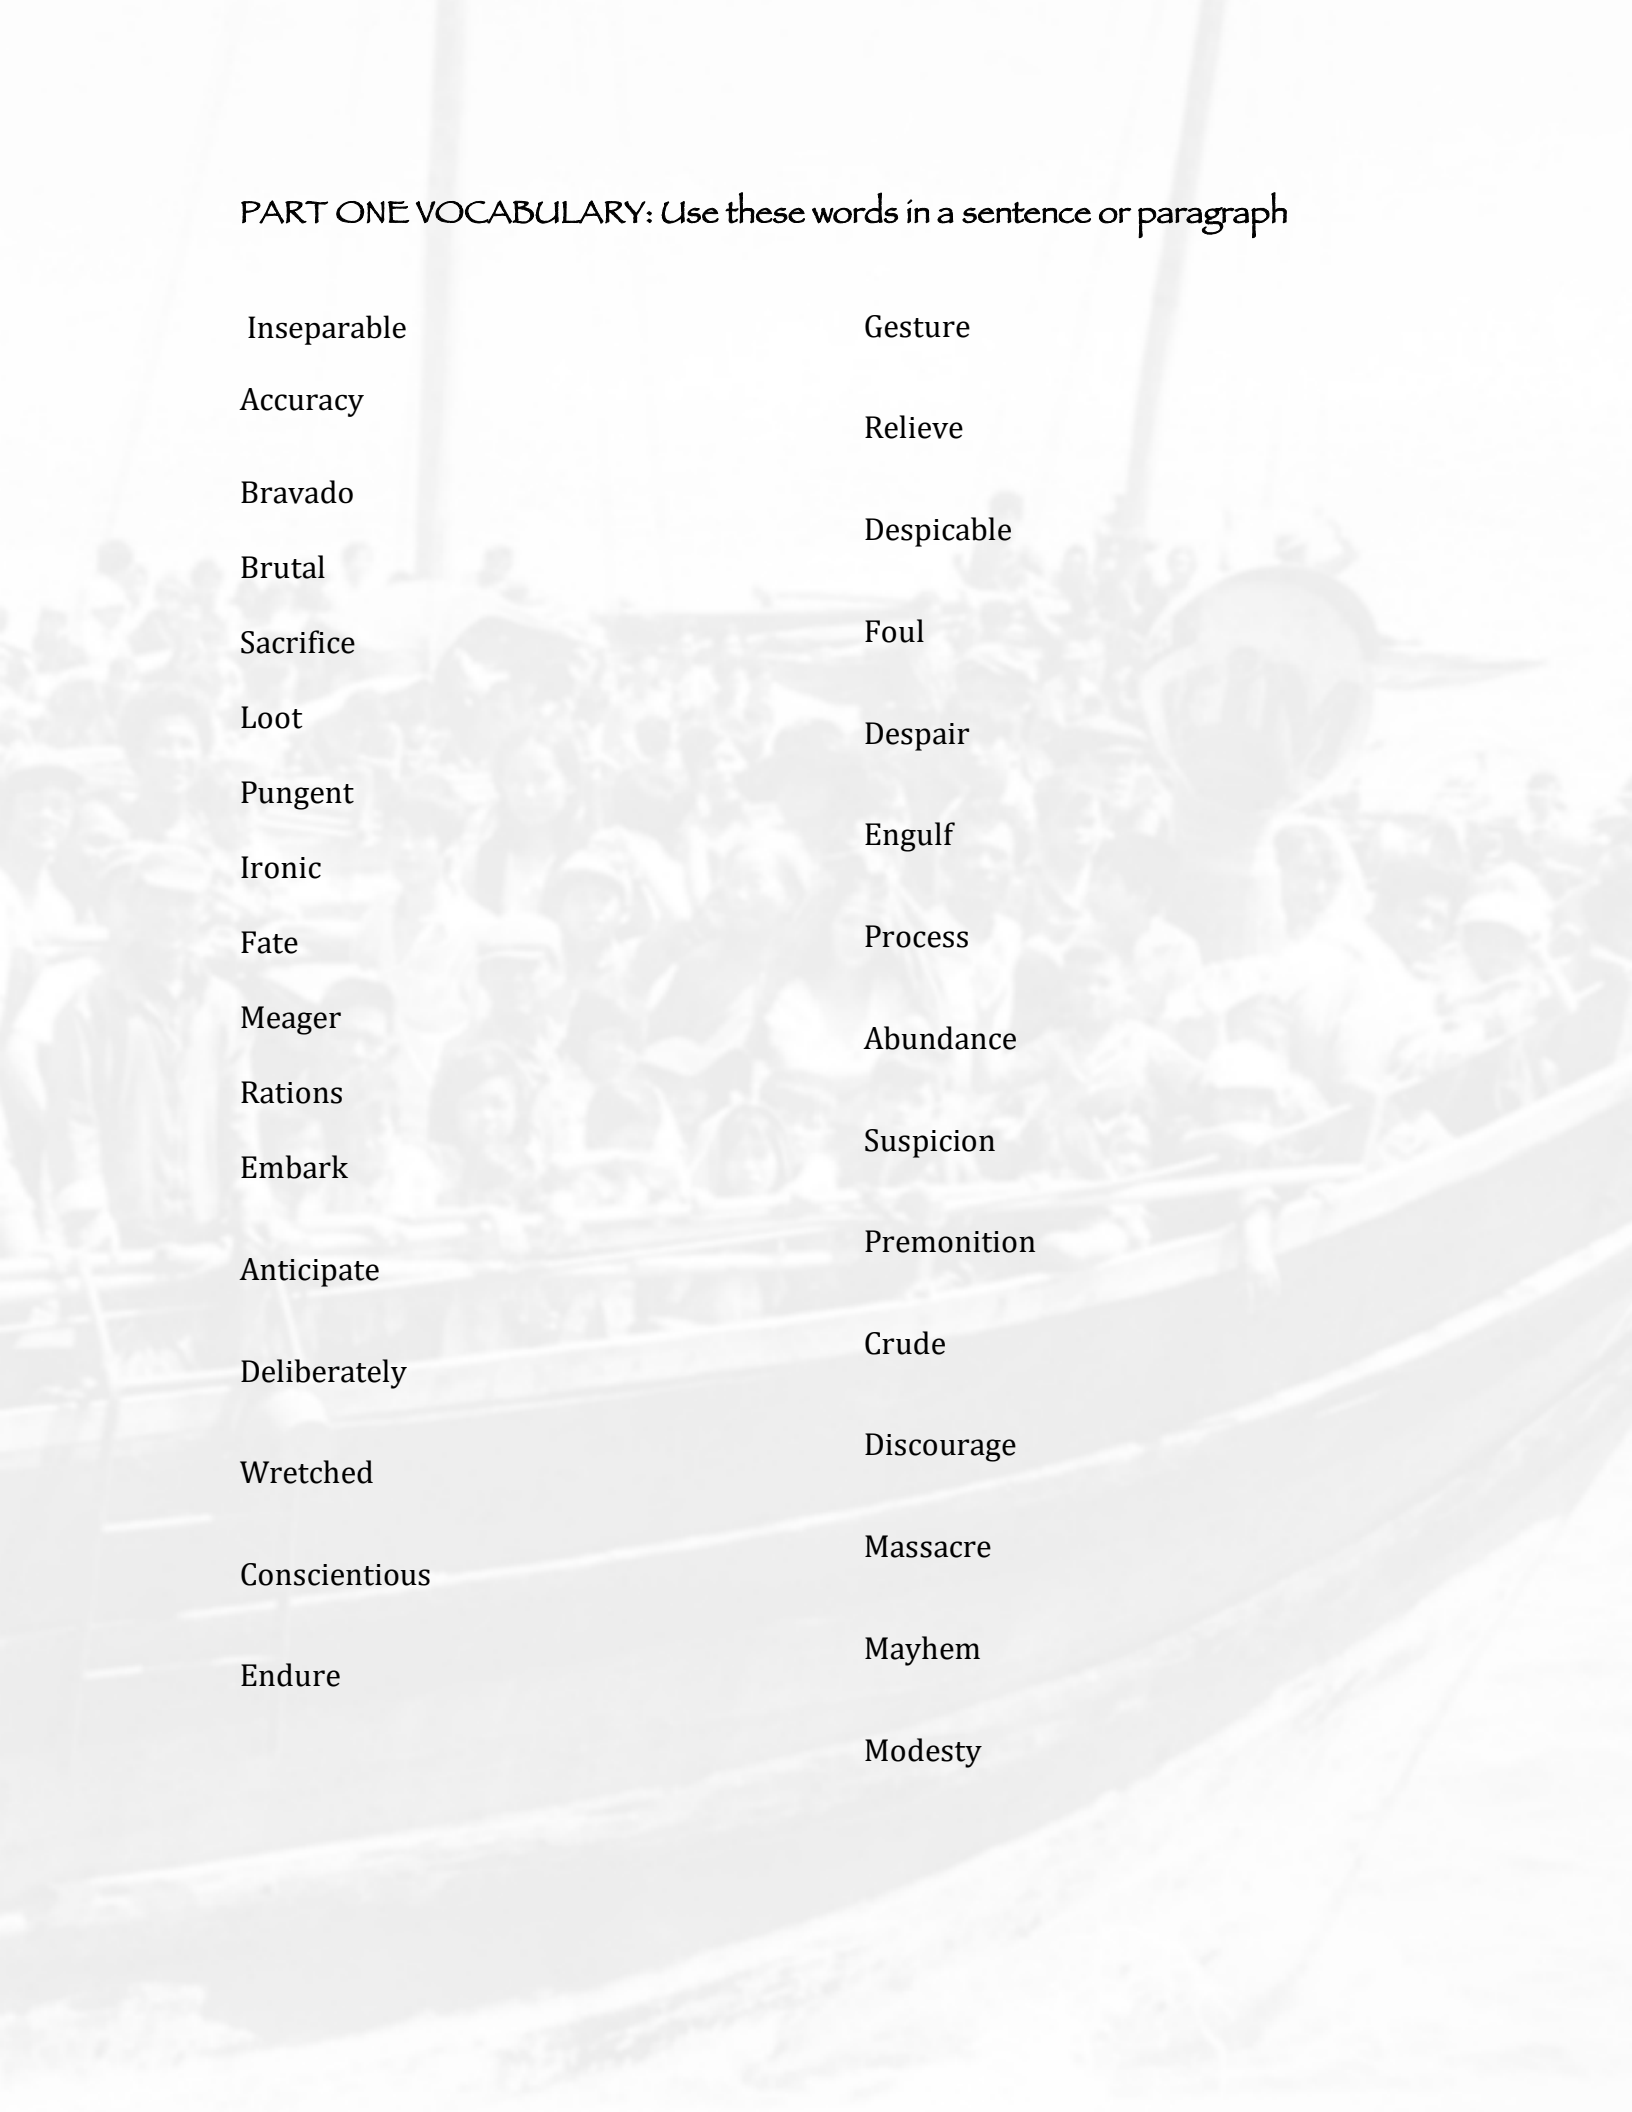 PART ONE VOCABULARY: Use these words in a sentence or paragraph
Inseparable
Accuracy
Bravado
Brutal
Sacrifice
Loot
Pungent
Ironic
Fate
Meager
Rations
Embark
Anticipate
Deliberately
Wretched
Conscientious
Endure
Gesture
Relieve
Despicable
Foul
Despair
Engulf
Process
Abundance
Suspicion
Premonition
Crude
Discourage
Massacre
Mayhem
Modesty